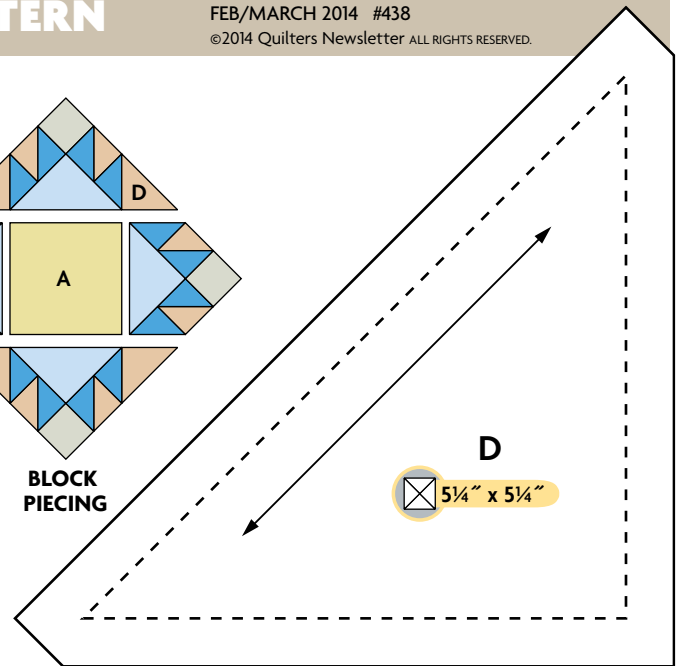 TERN
FEB/MARCH 2014 #438
©2014 Quilters Newsletter ALL RIGHTS RESERVED.
D
A
BLOCK
PIECING
D
5¼˝ x 5¼˝